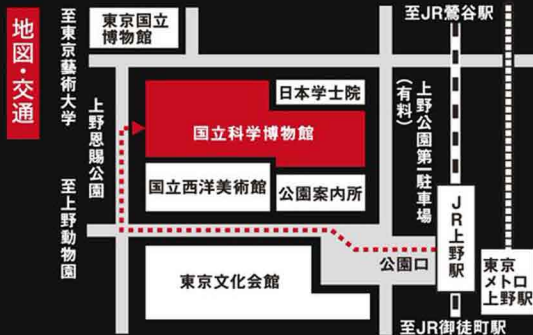 地図・交通
至東京藝術大学
東京国立
博物館
至JR鶯谷駅
上野恩賜公園
日本学士院
国立科学博物館
上野公園第一駐車場
(有料)
国立西洋美術館
公園案内所
至上野動物園
JR上野駅
公園口
東京
メトロ
上野駅
東京文化会館
至JR御徒町駅